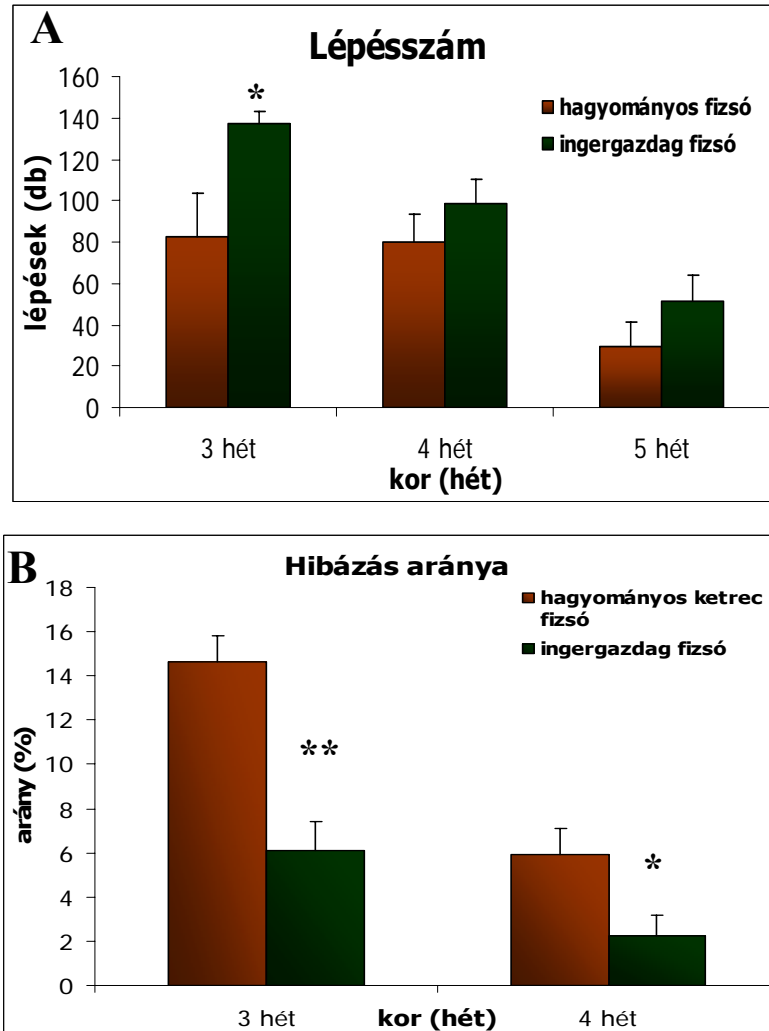 A
Lépésszám
160
140
120
100
80
60
40
20
0
lépések (db)
*
hagyományos fizsó
ingergazdag fizsó
3 hét
4 hét
5 hét
kor (hét)
B
Hibázás aránya
18
16
14
12
10
8
6
4
2
0
arány (%)
hagyományos ketrec
fizsó
ingergazdag fizsó
**
*
3 hét
kor (hét)
4 hét